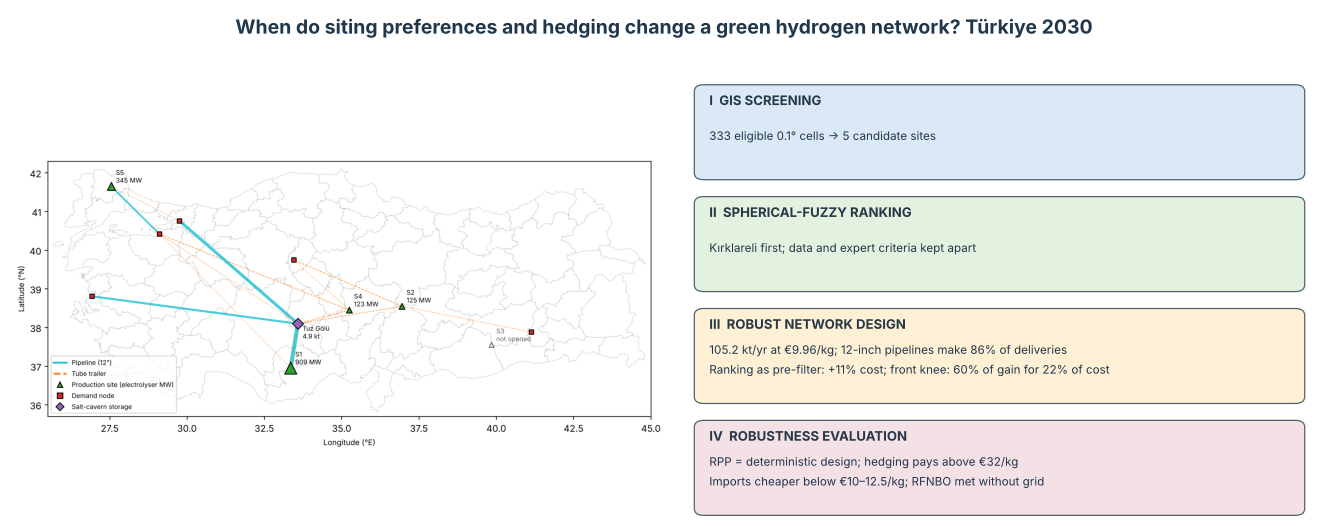 When do siting preferences and hedging change a green hydrogen network? Türkiye 2030
42
41
40
39
38
37
36
Latitude (°N)
27.5
30.0
32.5
35.0
37.5
40.0
42.5
45.0
Longitude (°E)
S5
345 MW
S4
123 MW
S2
125 MW
Tuz Gölü
4.9 kt
S3
not opened
S1
909 MW
Pipeline (12")
Tube trailer
Production site (electrolyser MW)
Demand node
Salt-cavern storage
I GIS SCREENING
333 eligible 0.1° cells → 5 candidate sites
II SPHERICAL-FUZZY RANKING
Kırklareli first; data and expert criteria kept apart
III ROBUST NETWORK DESIGN
105.2 kt/yr at €9.96/kg; 12-inch pipelines make 86% of deliveries
Ranking as pre-filter: +11% cost; front knee: 60% of gain for 22% of cost
IV ROBUSTNESS EVALUATION
RPP = deterministic design; hedging pays above €32/kg
Imports cheaper below €10–12.5/kg; RFNBO met without grid